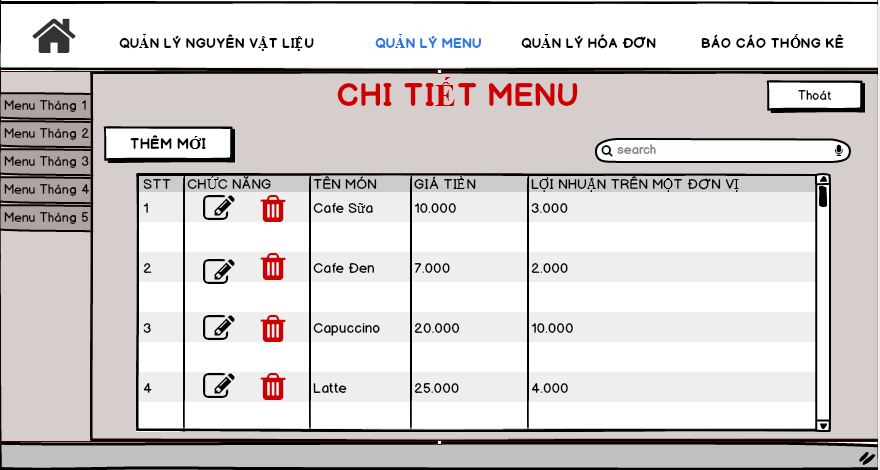 QUẢN LÝ NGUYÊN VẬT LIỆU QUẢN LÝ MENU QUẢN LÝ HÓA ĐƠN BÁO CÁO THỐNG KÊ
CHI TIẾT MENU
Thoát
Menu Tháng 1
Menu Tháng 2
Menu Tháng 3
Menu Tháng 4
Menu Tháng 5
THÊM MỚI
search
STT CHỨC NĂNG TÊN MÓN GIÁ TIỀN LỢI NHUẬN TRÊN MỘT ĐƠN VỊ
1 Cafe Sữa 10.000 3.000
2 Cafe Đen 7.000 2.000
3 Capuccino 20.000 10.000
4 Latte 25.000 4.000